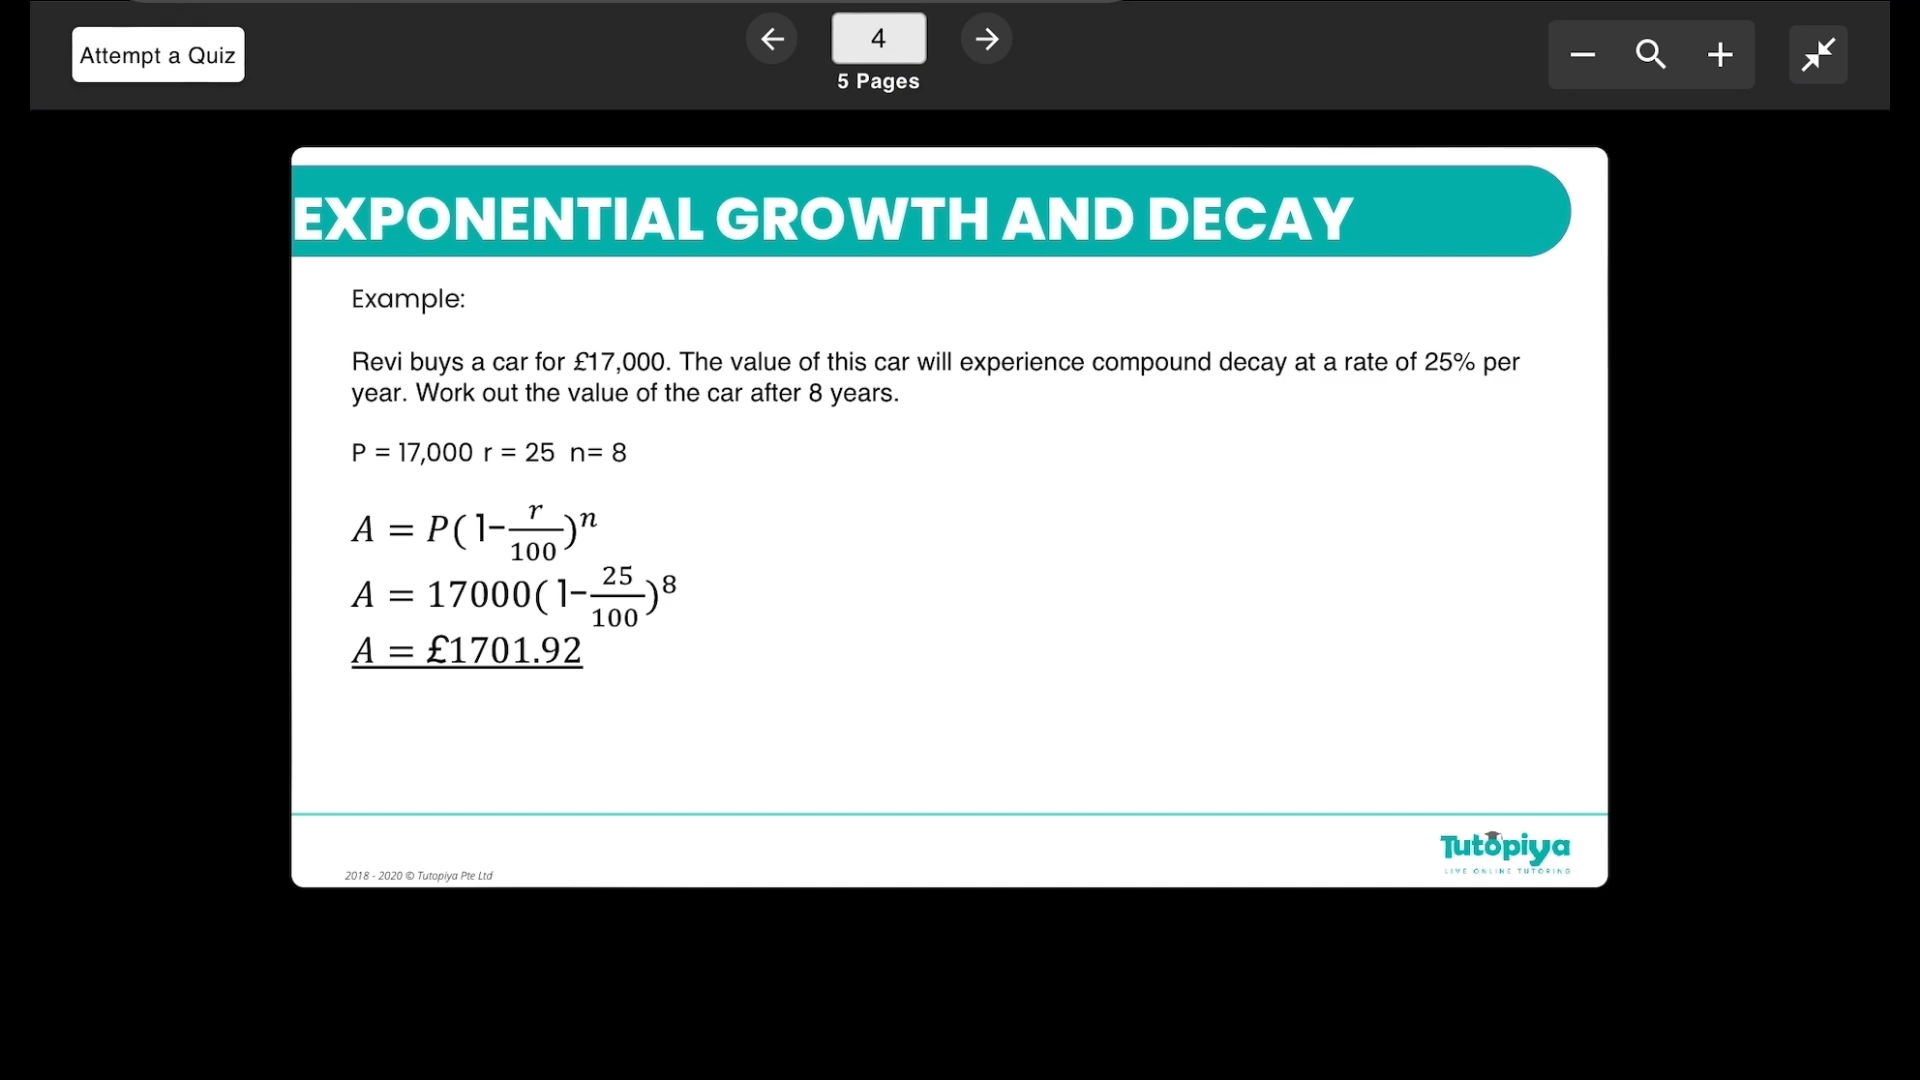 Attempt a Quiz
4
5 Pages
EXPONENTIAL GROWTH AND DECAY
Example:
Revi buys a car for £17,000. The value of this car will experience compound decay at a rate of 25% per
year. Work out the value of the car after 8 years.
P = 17,000 r = 25 n= 8
A = P(1-r/100)^n
A = 17000(1-25/100)^8
A = £1701.92
Tutopiya
LIVE ONLINE TUTORING
2018 - 2020 © Tutopiya Pte Ltd